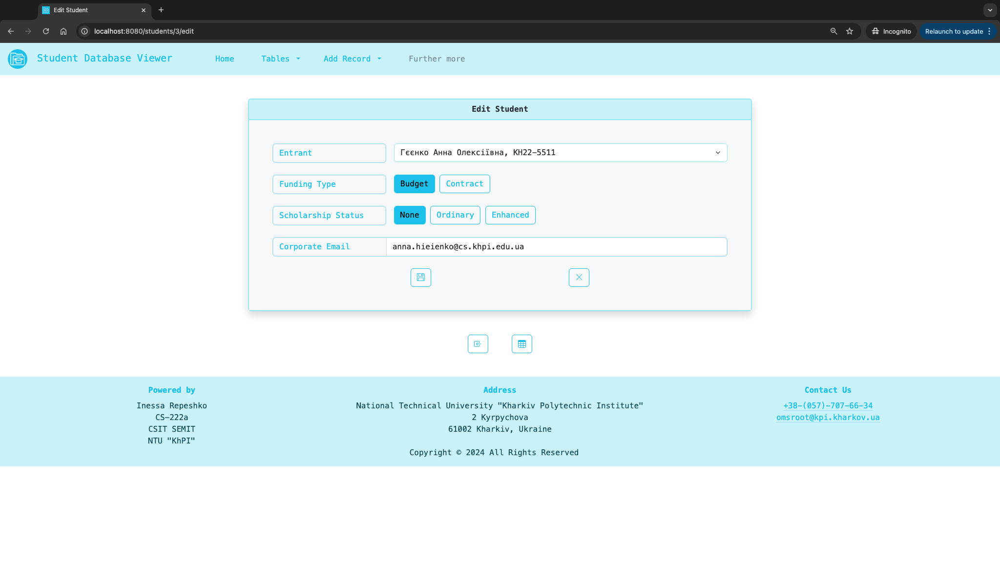 Edit Student
localhost:8080/students/3/edit
Incognito
Relaunch to update
Student Database Viewer
Home
Tables
Add Record
Further more
Edit Student
Entrant
Гєєнко Анна Олексіївна, КН22-5511
Funding Type
Budget
Contract
Scholarship Status
None
Ordinary
Enhanced
Corporate Email
anna.hieienko@cs.khpi.edu.ua
Powered by
Inessa Repeshko
CS-222a
CSIT SEMIT
NTU "KhPI"
Address
National Technical University "Kharkiv Polytechnic Institute"
2 Kyrpychova
61002 Kharkiv, Ukraine
Copyright © 2024 All Rights Reserved
Contact Us
+38-(057)-707-66-34
omsroot@kpi.kharkov.ua